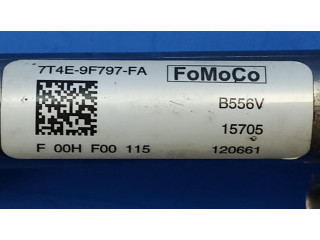 7T4E-9F797-FA FoMoCo
B556V
15705
F 00H F00 115 120661